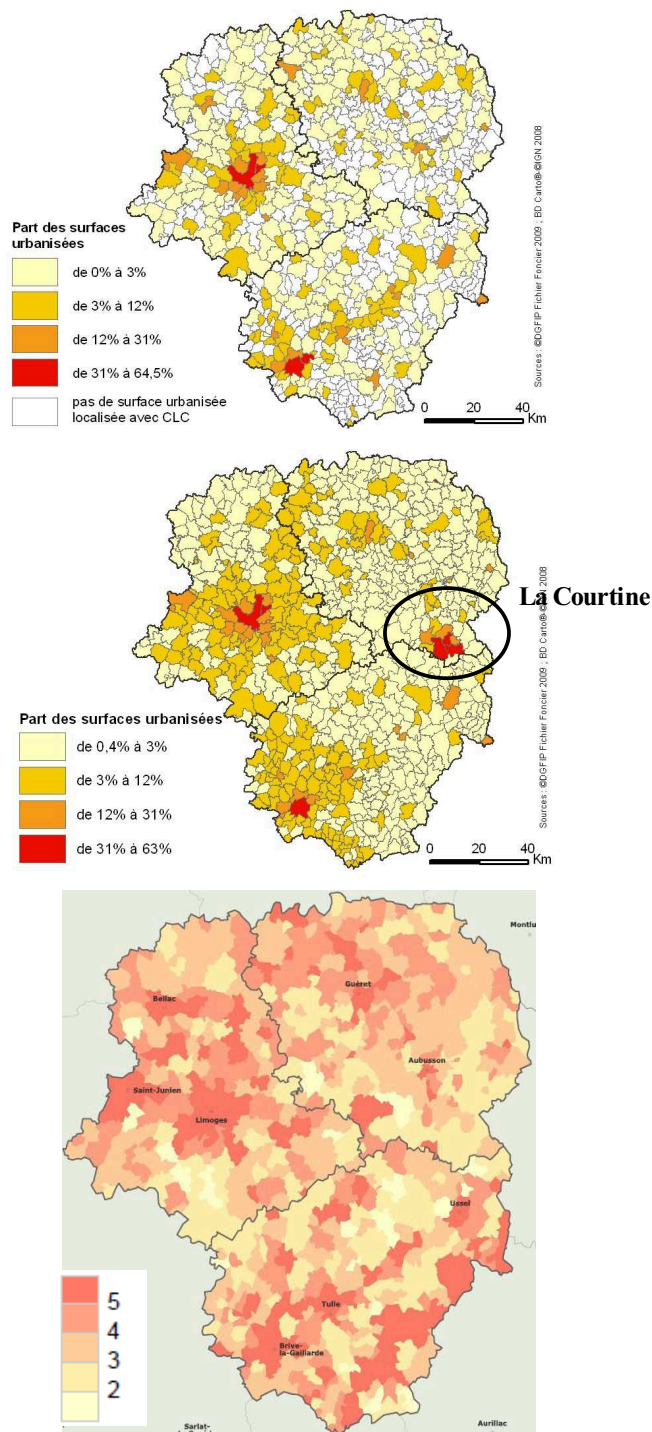 Part des surfaces
urbanisées
de 0% à 3%
de 3% à 12%
de 12% à 31%
de 31% à 64,5%
pas de surface urbanisée
localisée avec CLC
0 20 40
Km
Sources : ©DGFIP Fichier Foncier 2009 ; BD Carto®-©IGN 2008
La Courtine
Part des surfaces urbanisées
de 0,4% à 3%
de 3% à 12%
de 12% à 31%
de 31% à 63%
0 20 40
Km
Sources : ©DGFIP Fichier Foncier 2009 ; BD Carto®-©IGN 2008
Montlu
Guéret
Bellac
Aubusson
Saint-Junien
Limoges
Ussel
Tulle
Brive-
la-Gaillarde
5
4
3
2
Sarlat-
Aurillac